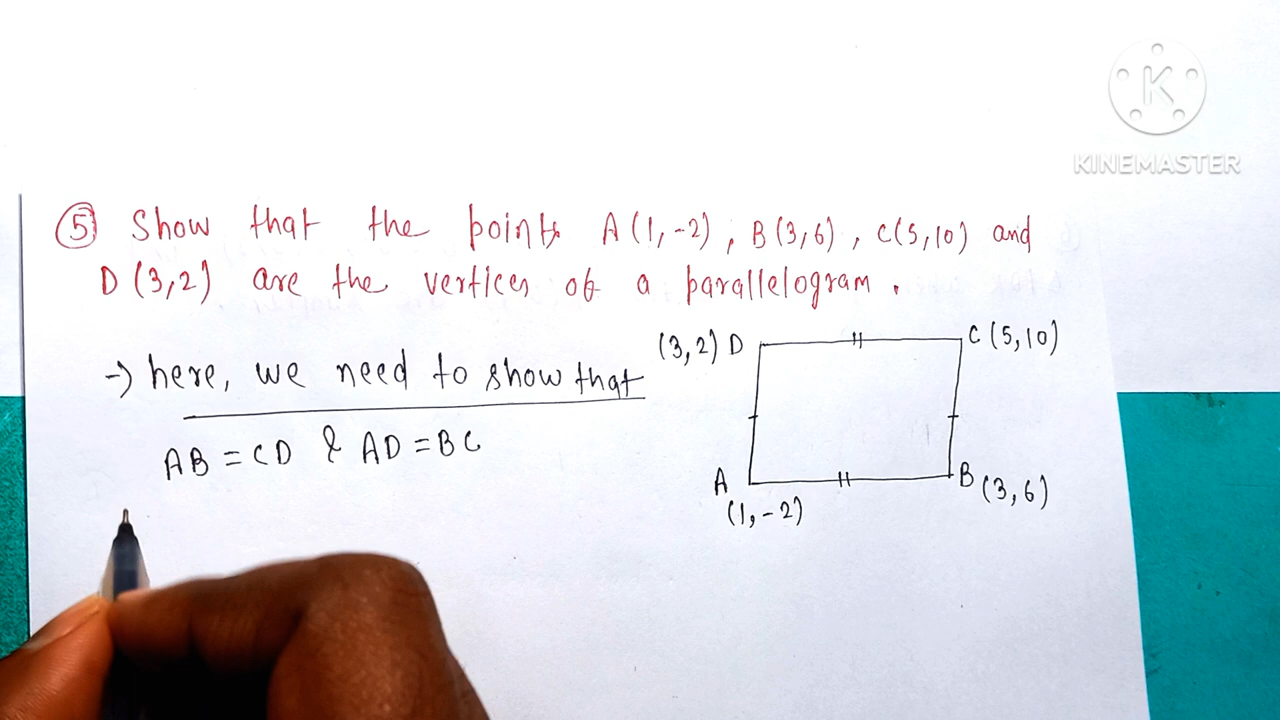 K
KINEMASTER
⑤ Show that the points A(1,-2), B(3,6), C(5,10) and
D(3,2) are the vertices of a parallelogram.
→ here, we need to show that
AB = CD & AD = BC
(3,2) D
C (5,10)
A
(1,-2)
B (3,6)